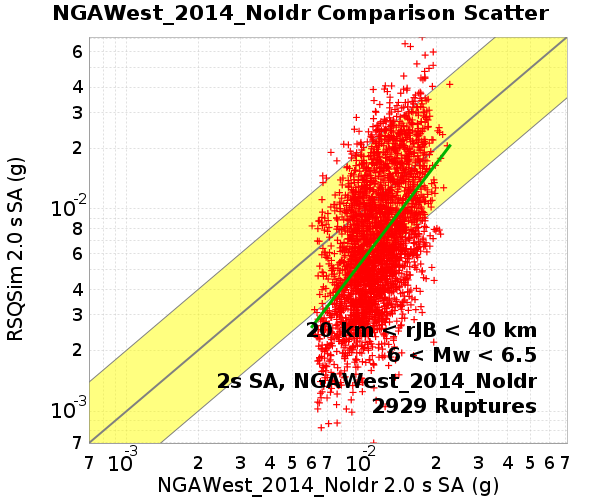 NGAWest_2014_NoIdr Comparison Scatter
6
4
3
2
10-2
8
6
4
3
2
10-3
7
RSQSim 2.0 s SA (g)
20 km < rJB < 40 km
6 < Mw < 6.5
2s SA, NGAWest_2014_NoIdr
2929 Ruptures
7 10-3 2 3 4 5 6 7 10-2 2 3 4 5 6 7
NGAWest_2014_NoIdr 2.0 s SA (g)